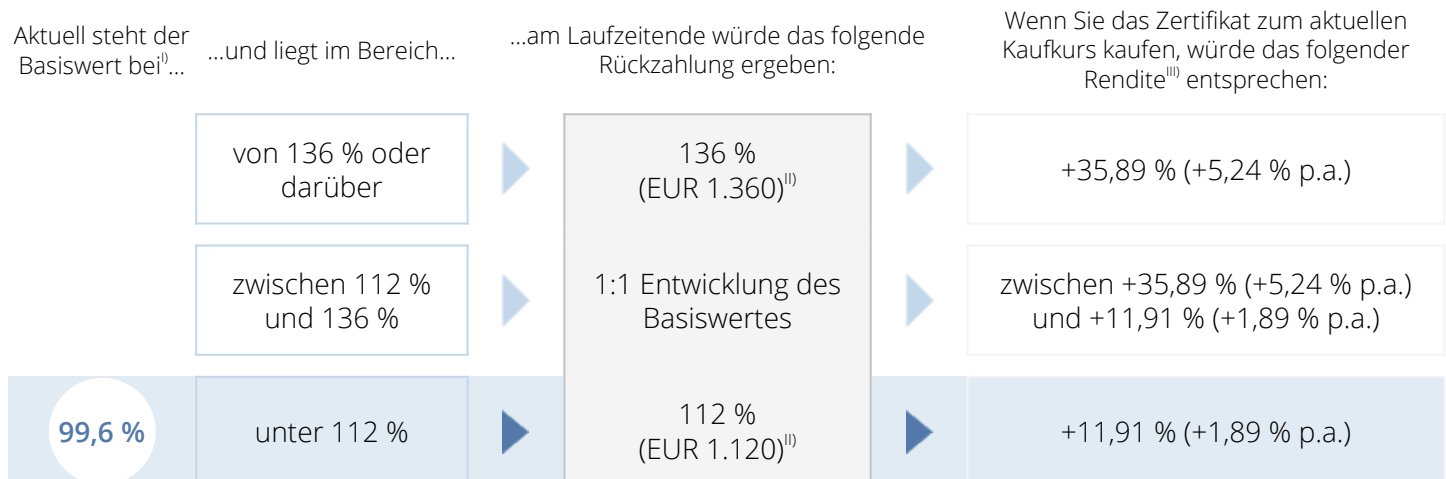 Aktuell steht der
Basiswert bei^I)...
...und liegt im Bereich...
...am Laufzeitende würde das folgende
Rückzahlung ergeben:
Wenn Sie das Zertifikat zum aktuellen
Kaufkurs kaufen, würde das folgender
Rendite^III) entsprechen:
von 136 % oder
darüber
136 %
(EUR 1.360)^II)
+35,89 % (+5,24 % p.a.)
zwischen 112 %
und 136 %
1:1 Entwicklung des
Basiswertes
zwischen +35,89 % (+5,24 % p.a.)
und +11,91 % (+1,89 % p.a.)
99,6 %
unter 112 %
112 %
(EUR 1.120)^II)
+11,91 % (+1,89 % p.a.)